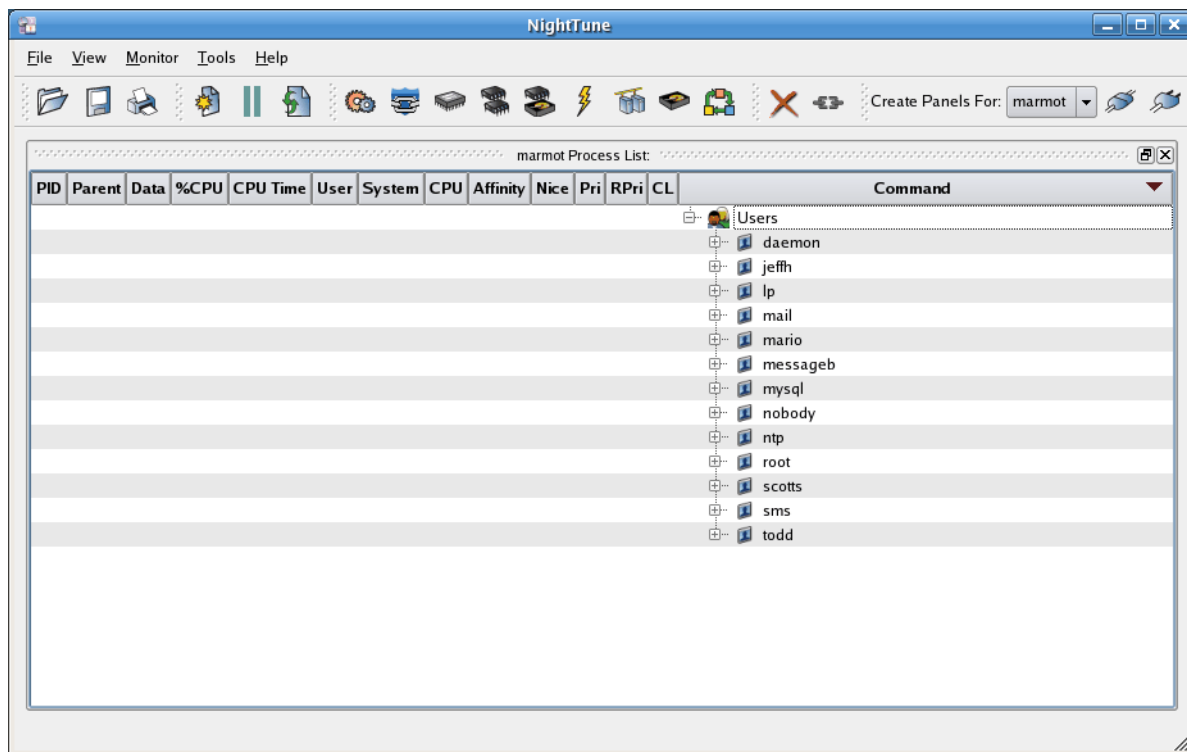 NightTune
File View Monitor Tools Help
Create Panels For: marmot
marmot Process List:
PID Parent Data %CPU CPU Time User System CPU Affinity Nice Pri RPri CL Command
Users
daemon
jeffh
lp
mail
mario
messageb
mysql
nobody
ntp
root
scotts
sms
todd